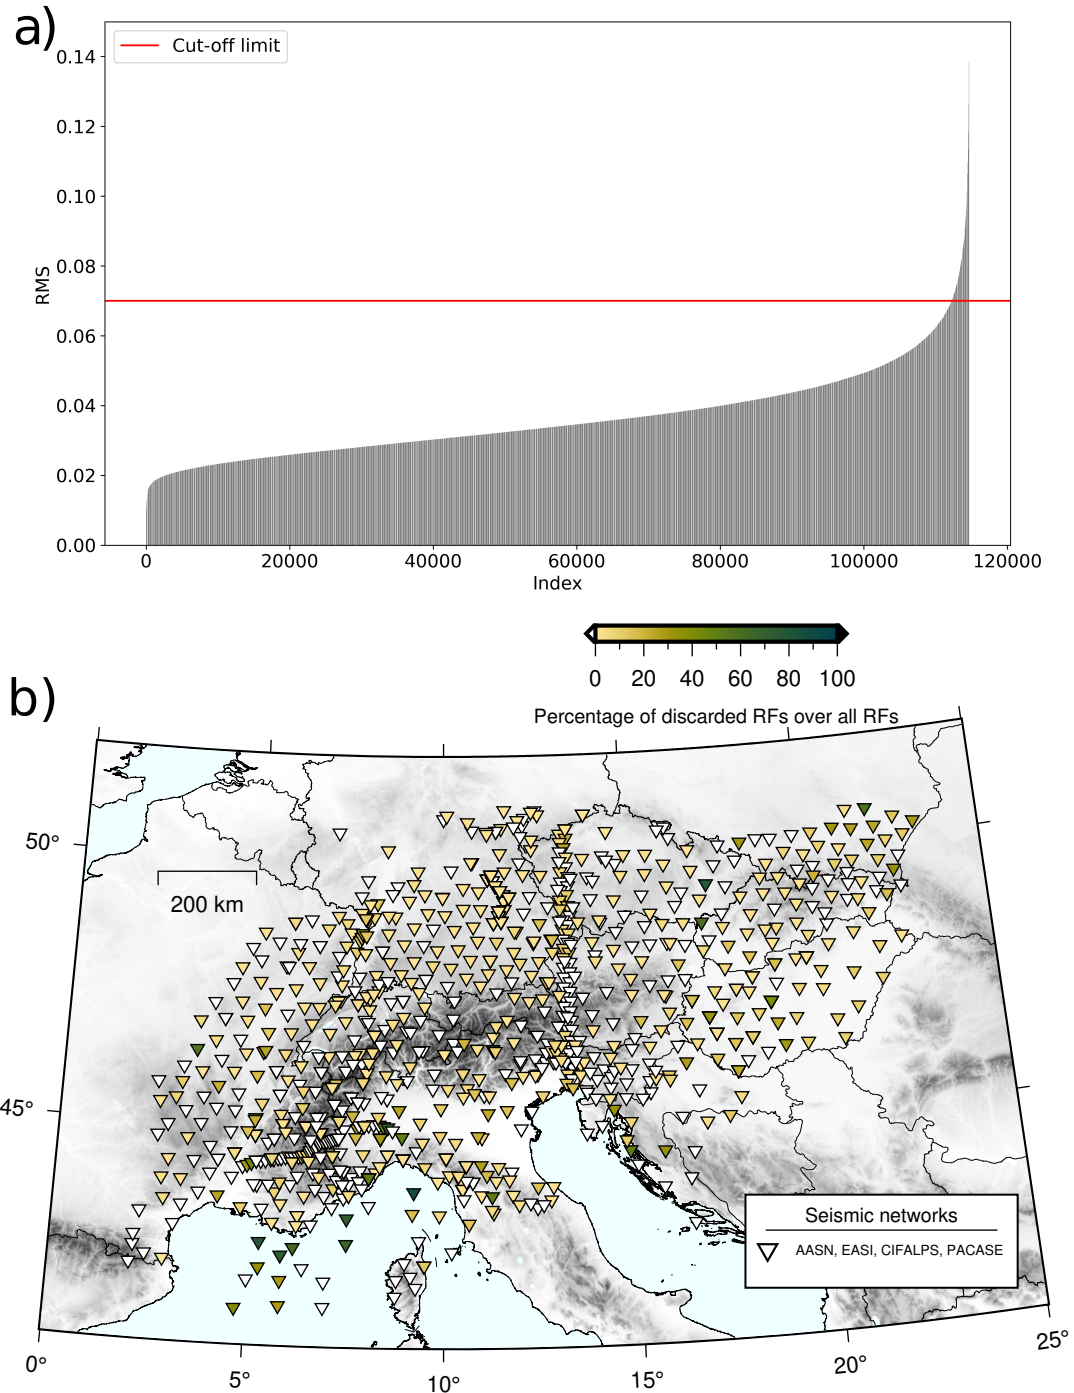 a)
Cut-off limit
0.14
0.12
0.10
0.08
0.06
0.04
0.02
0.00
RMS
0 20000 40000 60000 80000 100000 120000
Index
0 20 40 60 80 100
Percentage of discarded RFs over all RFs
b)
50°
200 km
45°
Seismic networks
AASN, EASI, CIFALPS, PACASE
0° 5° 10° 15° 20° 25°